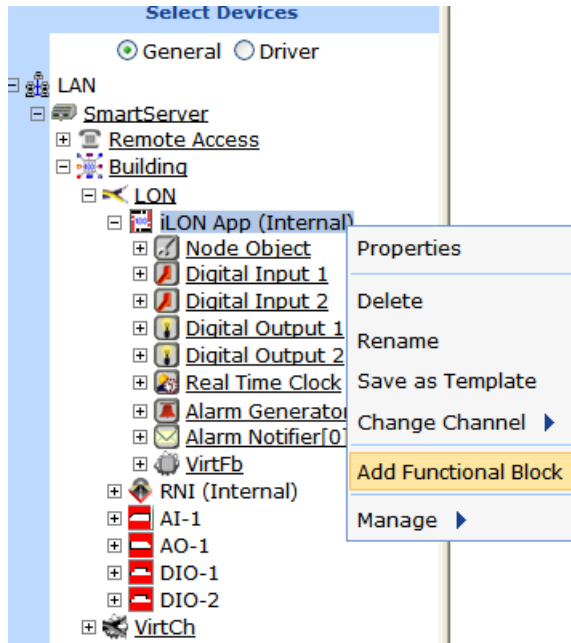 Select Devices
General Driver
LAN
SmartServer
Remote Access
Building
LON
iLON App (Internal)
Node Object
Digital Input 1
Digital Input 2
Digital Output 1
Digital Output 2
Real Time Clock
Alarm Generator
Alarm Notifier[0]
VirtFb
RNI (Internal)
AI-1
AO-1
DIO-1
DIO-2
VirtCh
Properties
Delete
Rename
Save as Template
Change Channel
Add Functional Block
Manage